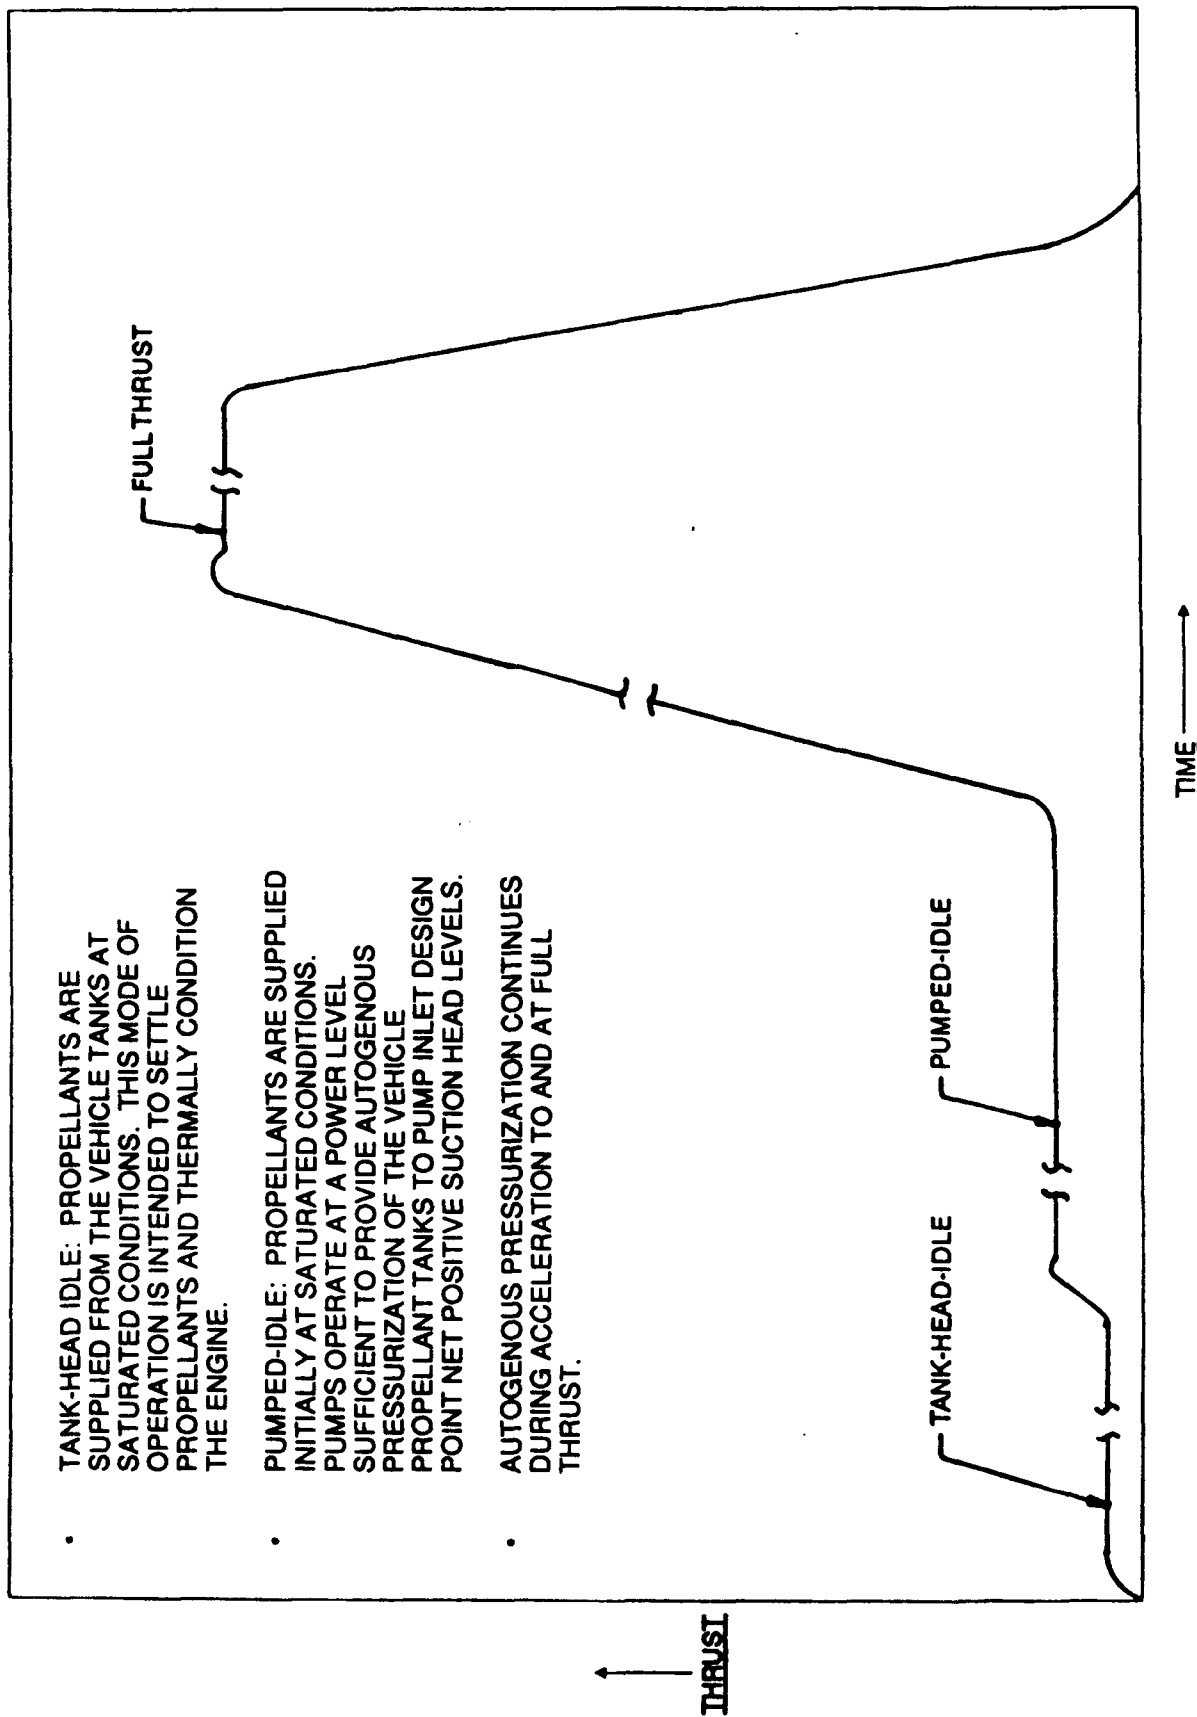 TANK-HEAD IDLE: PROPELLANTS ARE
SUPPLIED FROM THE VEHICLE TANKS AT
SATURATED CONDITIONS. THIS MODE OF
OPERATION IS INTENDED TO SETTLE
PROPELLANTS AND THERMALLY CONDITION
THE ENGINE.
PUMPED-IDLE: PROPELLANTS ARE SUPPLIED
INITIALLY AT SATURATED CONDITIONS.
PUMPS OPERATE AT A POWER LEVEL
SUFFICIENT TO PROVIDE AUTOGENOUS
PRESSURIZATION OF THE VEHICLE
PROPELLANT TANKS TO PUMP INLET DESIGN
POINT NET POSITIVE SUCTION HEAD LEVELS.
AUTOGENOUS PRESSURIZATION CONTINUES
DURING ACCELERATION TO AND AT FULL
THRUST.
FULL THRUST
TANK-HEAD-IDLE
PUMPED-IDLE
THRUST
TIME